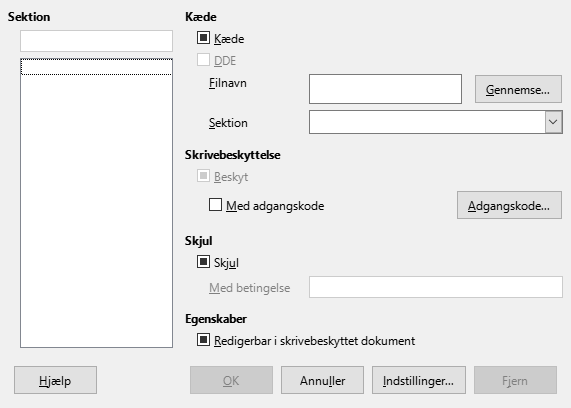 Sektion
Kæde
Kæde
DDE
Filnavn
Gennemse...
Sektion
Skrivebeskyttelse
Beskyt
Med adgangskode
Adgangskode...
Skjul
Skjul
Med betingelse
Egenskaber
Redigerbar i skrivebeskyttet dokument
Hjælp
OK
Annuller
Indstillinger...
Fjern